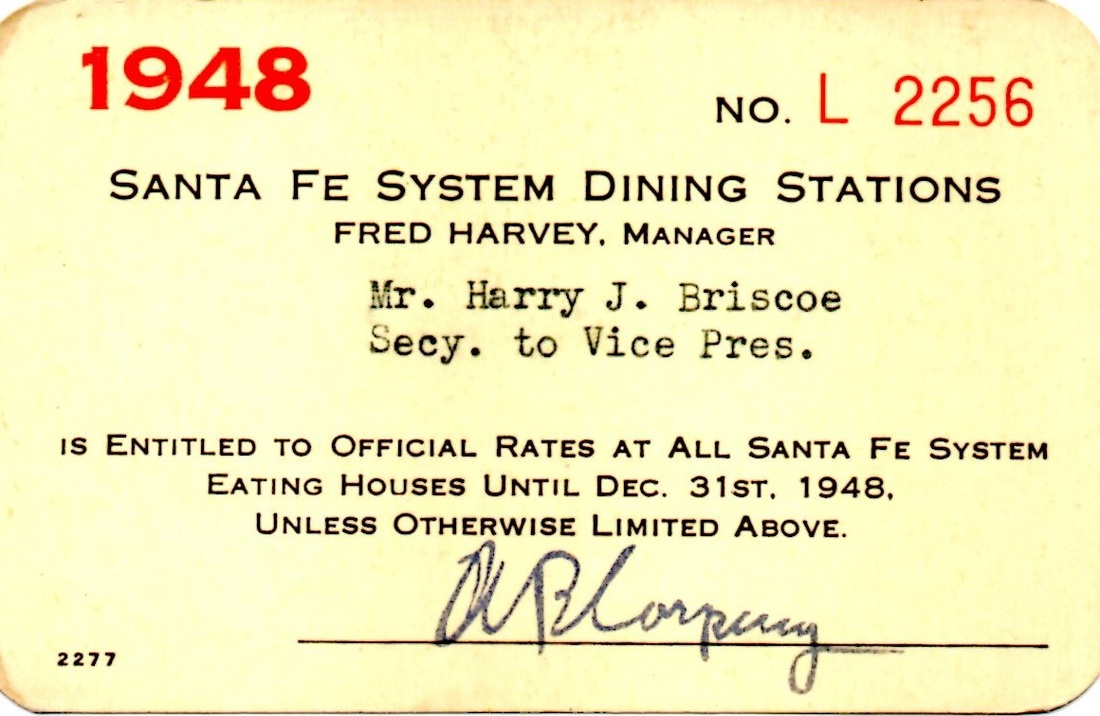 1948
NO. L 2256
SANTA FE SYSTEM DINING STATIONS
FRED HARVEY, MANAGER
Mr. Harry J. Briscoe
Secy. to Vice Pres.
IS ENTITLED TO OFFICIAL RATES AT ALL SANTA FE SYSTEM
EATING HOUSES UNTIL DEC. 31ST, 1948,
UNLESS OTHERWISE LIMITED ABOVE.
2277